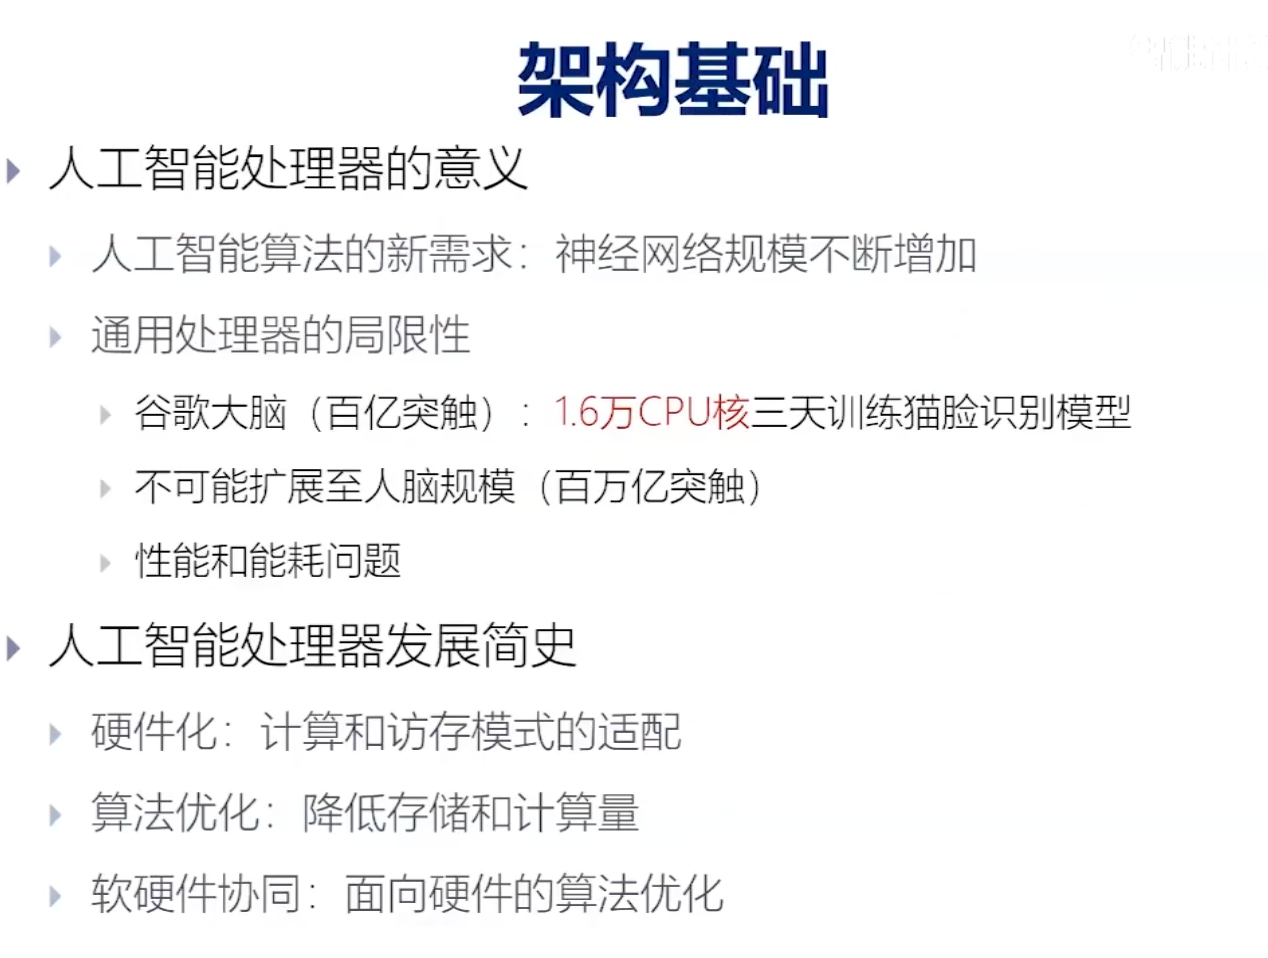 架构基础
人工智能处理器的意义
人工智能算法的新需求：神经网络规模不断增加
通用处理器的局限性
谷歌大脑（百亿突触）：1.6万CPU核三天训练猫脸识别模型
不可能扩展至人脑规模（百万亿突触）
性能和能耗问题
人工智能处理器发展简史
硬件化：计算和访存模式的适配
算法优化：降低存储和计算量
软硬件协同：面向硬件的算法优化